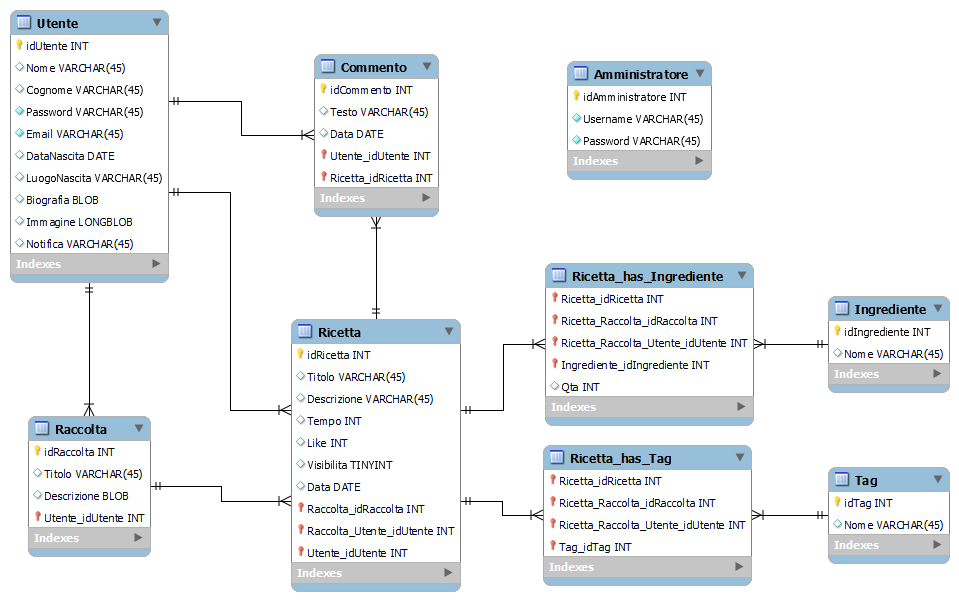 Utente
idUtente INT
Nome VARCHAR(45)
Cognome VARCHAR(45)
Password VARCHAR(45)
Email VARCHAR(45)
DataNascita DATE
LuogoNascita VARCHAR(45)
Biografia BLOB
Immagine LONGBLOB
Notifica VARCHAR(45)
Indexes
Commento
idCommento INT
Testo VARCHAR(45)
Data DATE
Utente_idUtente INT
Ricetta_idRicetta INT
Indexes
Amministratore
idAmministratore INT
Username VARCHAR(45)
Password VARCHAR(45)
Indexes
Ricetta_has_Ingrediente
Ricetta_idRicetta INT
Ricetta_Raccolta_idRaccolta INT
Ricetta_Raccolta_Utente_idUtente INT
Ingrediente_idIngrediente INT
Qta INT
Indexes
Ingrediente
idIngrediente INT
Nome VARCHAR(45)
Indexes
Ricetta
idRicetta INT
Titolo VARCHAR(45)
Descrizione VARCHAR(45)
Tempo INT
Like INT
Visibilita TINYINT
Data DATE
Raccolta_idRaccolta INT
Raccolta_Utente_idUtente INT
Utente_idUtente INT
Indexes
Raccolta
idRaccolta INT
Titolo VARCHAR(45)
Descrizione BLOB
Utente_idUtente INT
Indexes
Ricetta_has_Tag
Ricetta_idRicetta INT
Ricetta_Raccolta_idRaccolta INT
Ricetta_Raccolta_Utente_idUtente INT
Tag_idTag INT
Indexes
Tag
idTag INT
Nome VARCHAR(45)
Indexes